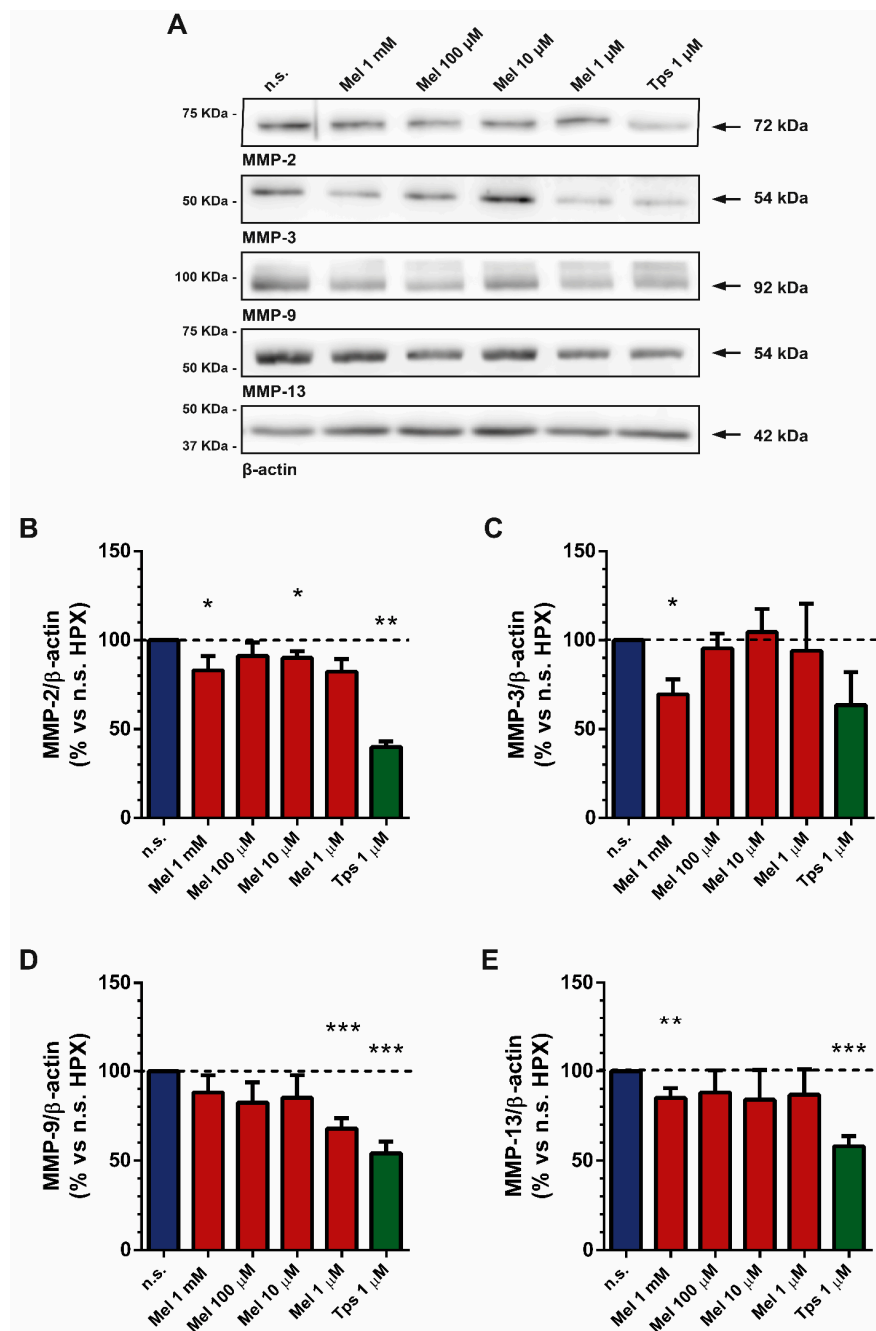 A
n.s.
Mel 1 mM
Mel 100 µM
Mel 10 µM
Mel 1 µM
Tps 1 µM
75 KDa -
72 kDa
MMP-2
50 KDa -
54 kDa
MMP-3
100 KDa -
92 kDa
MMP-9
75 KDa -
54 kDa
50 KDa -
MMP-13
50 KDa -
42 kDa
37 KDa -
β-actin
B
MMP-2/β-actin
(% vs n.s. HPX)
150
100
50
0
*
*
**
n.s.
Mel 1 mM
Mel 100 µM
Mel 10 µM
Mel 1 µM
Tps 1 µM
C
MMP-3/β-actin
(% vs n.s. HPX)
150
100
50
0
*
n.s.
Mel 1 mM
Mel 100 µM
Mel 10 µM
Mel 1 µM
Tps 1 µM
D
MMP-9/β-actin
(% vs n.s. HPX)
150
100
50
0
***
***
n.s.
Mel 1 mM
Mel 100 µM
Mel 10 µM
Mel 1 µM
Tps 1 µM
E
MMP-13/β-actin
(% vs n.s. HPX)
150
100
50
0
**
***
n.s.
Mel 1 mM
Mel 100 µM
Mel 10 µM
Mel 1 µM
Tps 1 µM